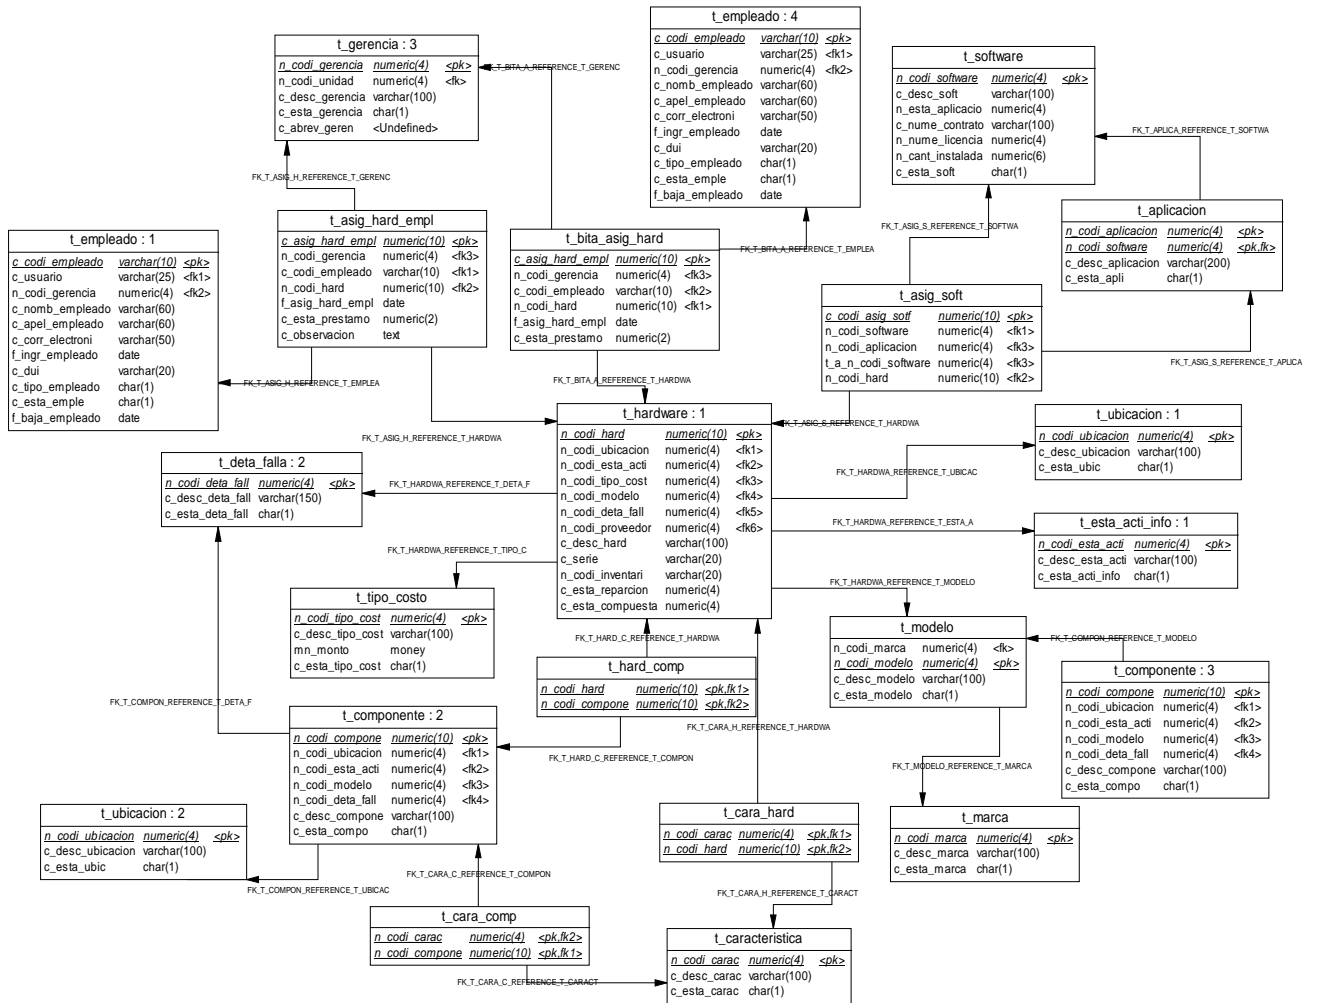 t_empleado : 4
c_codi_empleado varchar(10) <pk>
c_usuario varchar(25) <fk1>
n_codi_gerencia numeric(4) <fk2>
c_nomb_empleado varchar(60)
c_apel_empleado varchar(60)
c_corr_electroni varchar(50)
f_ingr_empleado date
c_dui varchar(20)
c_tipo_empleado char(1)
c_esta_emple char(1)
f_baja_empleado date
t_gerencia : 3
n_codi_gerencia numeric(4) <pk>
n_codi_unidad numeric(4) <fk>
c_desc_gerencia varchar(100)
c_esta_gerencia char(1)
c_abrev_geren <Undefined>
FK_T_BITA_A_REFERENCE_T_GERENC
t_software
n_codi_software numeric(4) <pk>
c_desc_soft varchar(100)
n_esta_aplicacio numeric(4)
c_nume_contrato varchar(100)
n_nume_licencia numeric(4)
n_cant_instalada numeric(6)
c_esta_soft char(1)
FK_T_APLICA_REFERENCE_T_SOFTWA
FK_T_ASIG_H_REFERENCE_T_GERENC
t_aplicacion
n_codi_aplicacion numeric(4) <pk>
n_codi_software numeric(4) <pk,fk>
c_desc_aplicacion varchar(200)
c_esta_apli char(1)
t_asig_hard_empl
c_asig_hard_empl numeric(10) <pk>
n_codi_gerencia numeric(4) <fk3>
c_codi_empleado varchar(10) <fk1>
n_codi_hard numeric(10) <fk2>
f_asig_hard_empl date
c_esta_prestamo numeric(2)
c_observacion text
FK_T_ASIG_S_REFERENCE_T_SOFTWA
t_empleado : 1
c_codi_empleado varchar(10) <pk>
c_usuario varchar(25) <fk1>
n_codi_gerencia numeric(4) <fk2>
c_nomb_empleado varchar(60)
c_apel_empleado varchar(60)
c_corr_electroni varchar(50)
f_ingr_empleado date
c_dui varchar(20)
c_tipo_empleado char(1)
c_esta_emple char(1)
f_baja_empleado date
t_bita_asig_hard
c_asig_hard_empl numeric(10) <pk>
n_codi_gerencia numeric(4) <fk3>
c_codi_empleado varchar(10) <fk2>
n_codi_hard numeric(10) <fk1>
f_asig_hard_empl date
c_esta_prestamo numeric(2)
FK_T_BITA_A_REFERENCE_T_EMPLEA
t_asig_soft
c_codi_asig_sotf numeric(10) <pk>
n_codi_software numeric(4) <fk1>
n_codi_aplicacion numeric(4) <fk3>
t_a_n_codi_software numeric(4) <fk3>
n_codi_hard numeric(10) <fk2>
FK_T_ASIG_S_REFERENCE_T_APLICA
FK_T_ASIG_H_REFERENCE_T_EMPLEA
FK_T_BITA_A_REFERENCE_T_HARDWA
FK_T_ASIG_S_REFERENCE_T_HARDWA
FK_T_ASIG_H_REFERENCE_T_HARDWA
t_hardware : 1
n_codi_hard numeric(10) <pk>
n_codi_ubicacion numeric(4) <fk1>
n_codi_esta_acti numeric(4) <fk2>
n_codi_tipo_cost numeric(4) <fk3>
n_codi_modelo numeric(4) <fk4>
n_codi_deta_fall numeric(4) <fk5>
n_codi_proveedor numeric(4) <fk6>
c_desc_hard varchar(100)
c_serie varchar(20)
n_codi_inventari varchar(20)
c_esta_reparcion numeric(4)
c_esta_compuesta numeric(4)
t_ubicacion : 1
n_codi_ubicacion numeric(4) <pk>
c_desc_ubicacion varchar(100)
c_esta_ubic char(1)
FK_T_HARDWA_REFERENCE_T_UBICAC
t_deta_falla : 2
n_codi_deta_fall numeric(4) <pk>
c_desc_deta_fall varchar(150)
c_esta_deta_fall char(1)
FK_T_HARDWA_REFERENCE_T_DETA_F
FK_T_HARDWA_REFERENCE_T_ESTA_A
t_esta_acti_info : 1
n_codi_esta_acti numeric(4) <pk>
c_desc_esta_acti varchar(100)
c_esta_acti_info char(1)
FK_T_HARDWA_REFERENCE_T_TIPO_C
FK_T_HARDWA_REFERENCE_T_MODELO
t_tipo_costo
n_codi_tipo_cost numeric(4) <pk>
c_desc_tipo_cost varchar(100)
mn_monto money
c_esta_tipo_cost char(1)
FK_T_HARD_C_REFERENCE_T_HARDWA
t_modelo
n_codi_marca numeric(4) <fk>
n_codi_modelo numeric(4) <pk>
c_desc_modelo varchar(100)
c_esta_modelo char(1)
FK_T_COMPON_REFERENCE_T_MODELO
t_hard_comp
n_codi_hard numeric(10) <pk,fk1>
n_codi_compone numeric(10) <pk,fk2>
t_componente : 3
n_codi_compone numeric(10) <pk>
n_codi_ubicacion numeric(4) <fk1>
n_codi_esta_acti numeric(4) <fk2>
n_codi_modelo numeric(4) <fk3>
n_codi_deta_fall numeric(4) <fk4>
c_desc_compone varchar(100)
c_esta_compo char(1)
FK_T_COMPON_REFERENCE_T_DETA_F
t_componente : 2
n_codi_compone numeric(10) <pk>
n_codi_ubicacion numeric(4) <fk1>
n_codi_esta_acti numeric(4) <fk2>
n_codi_modelo numeric(4) <fk3>
n_codi_deta_fall numeric(4) <fk4>
c_desc_compone varchar(100)
c_esta_compo char(1)
FK_T_CARA_H_REFERENCE_T_HARDWA
FK_T_HARD_C_REFERENCE_T_COMPON
FK_T_MODELO_REFERENCE_T_MARCA
t_ubicacion : 2
n_codi_ubicacion numeric(4) <pk>
c_desc_ubicacion varchar(100)
c_esta_ubic char(1)
t_cara_hard
n_codi_carac numeric(4) <pk,fk1>
n_codi_hard numeric(10) <pk,fk2>
t_marca
n_codi_marca numeric(4) <pk>
c_desc_marca varchar(100)
c_esta_marca char(1)
FK_T_COMPON_REFERENCE_T_UBICAC
FK_T_CARA_C_REFERENCE_T_COMPON
FK_T_CARA_H_REFERENCE_T_CARACT
t_cara_comp
n_codi_carac numeric(4) <pk,fk2>
n_codi_compone numeric(10) <pk,fk1>
t_caracteristica
n_codi_carac numeric(4) <pk>
c_desc_carac varchar(100)
c_esta_carac char(1)
FK_T_CARA_C_REFERENCE_T_CARACT